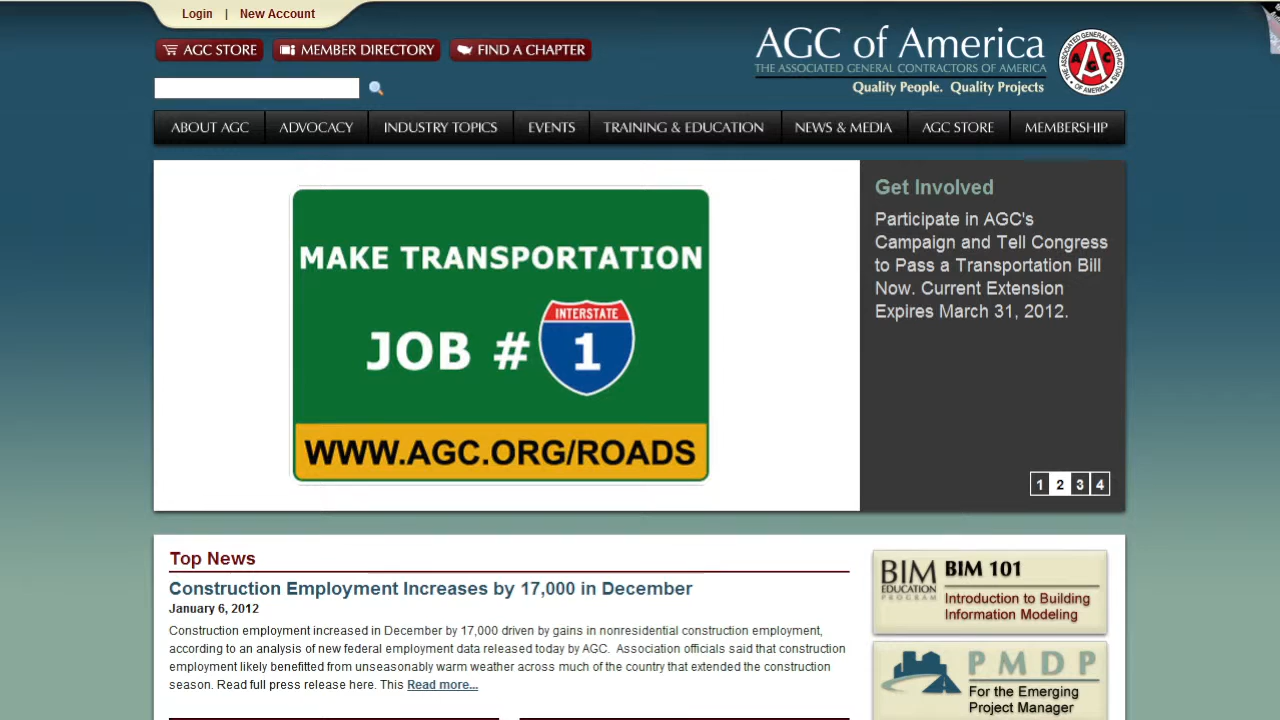 Login | New Account
AGC STORE MEMBER DIRECTORY FIND A CHAPTER
AGC of America
THE ASSOCIATED GENERAL CONTRACTORS OF AMERICA
Quality People. Quality Projects
THE ASSOCIATED GENERAL CONTRACTORS OF AMERICA
AGC
ABOUT AGC ADVOCACY INDUSTRY TOPICS EVENTS TRAINING & EDUCATION NEWS & MEDIA AGC STORE MEMBERSHIP
MAKE TRANSPORTATION
JOB # INTERSTATE 1
WWW.AGC.ORG/ROADS
Get Involved
Participate in AGC's
Campaign and Tell Congress
to Pass a Transportation Bill
Now. Current Extension
Expires March 31, 2012.
1 2 3 4
Top News
Construction Employment Increases by 17,000 in December
January 6, 2012
Construction employment increased in December by 17,000 driven by gains in nonresidential construction employment,
according to an analysis of new federal employment data released today by AGC. Association officials said that construction
employment likely benefitted from unseasonably warm weather across much of the country that extended the construction
season. Read full press release here. This Read more...
BIM
EDUCATION
PROGRAM
BIM 101
Introduction to Building
Information Modeling
PMDP
For the Emerging
Project Manager